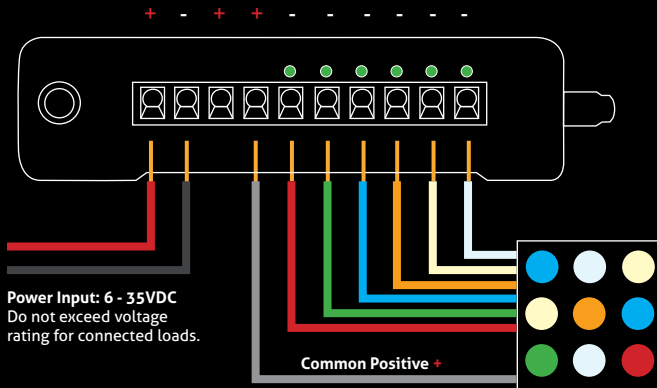 + - + + - - - - - -
Power Input: 6 - 35VDC
Do not exceed voltage
rating for connected loads.
Common Positive +